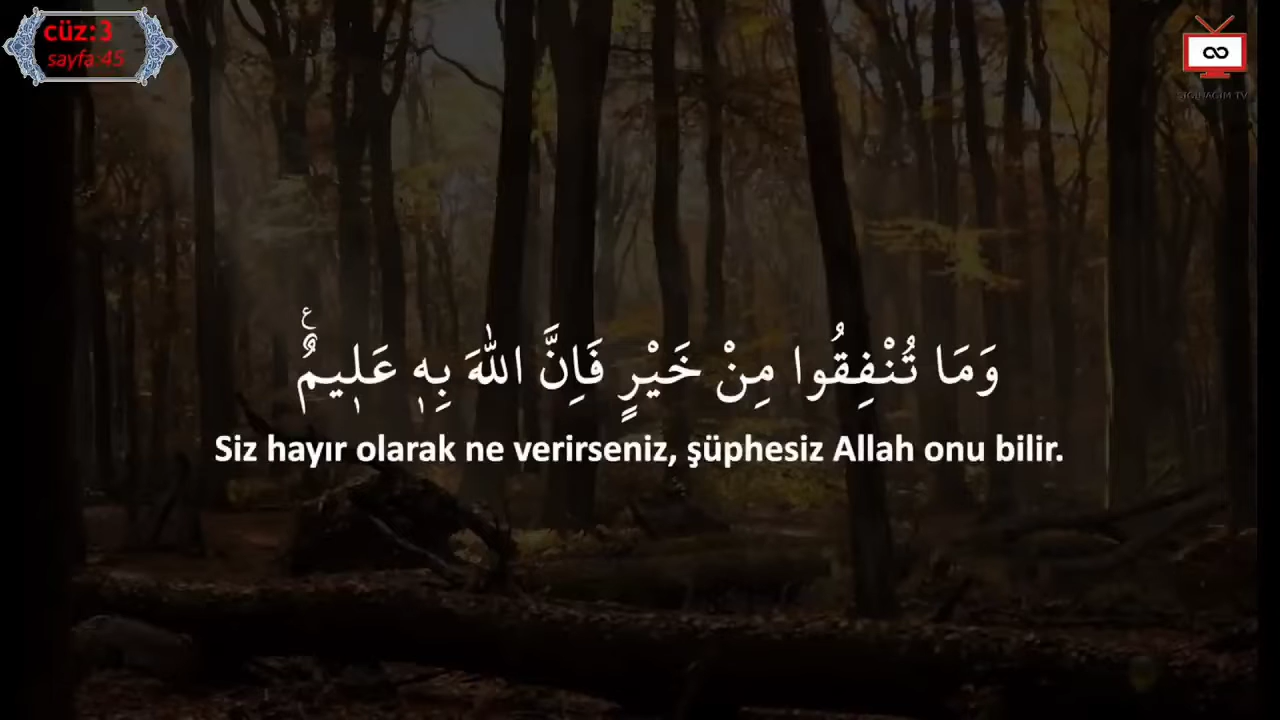 cüz:3
sayfa 45
وَمَا تُنْفِقُوا مِنْ خَيْرٍ فَاِنَّ اللّٰهَ بِهٖ عَلٖيمٌࣖ
Siz hayır olarak ne verirseniz, şüphesiz Allah onu bilir.